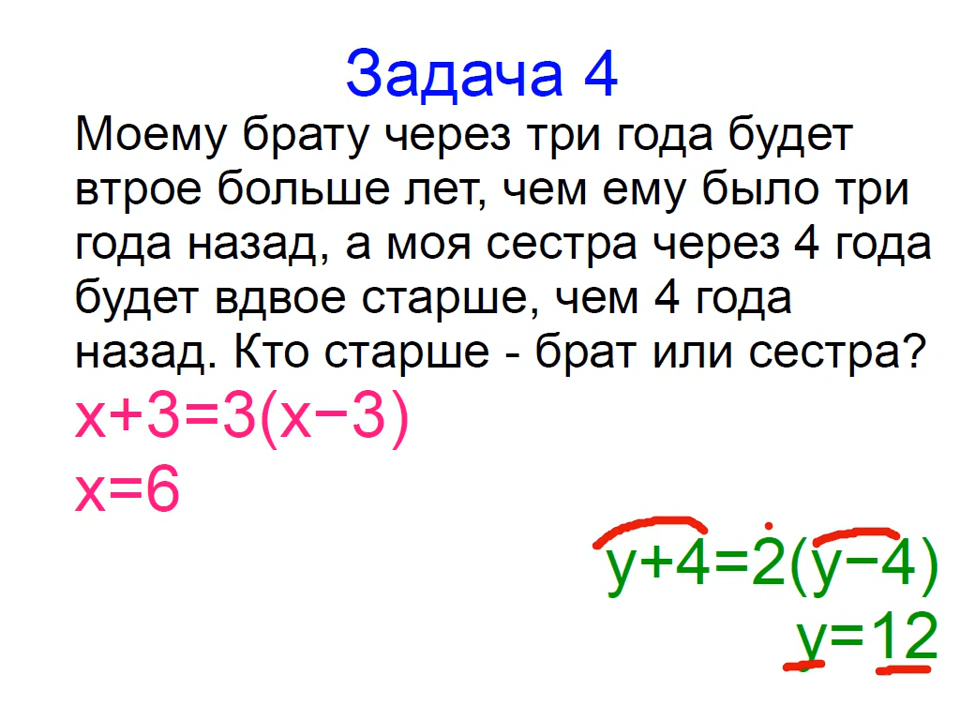 Задача 4
Моему брату через три года будет
втрое больше лет, чем ему было три
года назад, а моя сестра через 4 года
будет вдвое старше, чем 4 года
назад. Кто старше - брат или сестра?
x+3=3(x−3)
x=6
y+4=2(y−4)
y=12